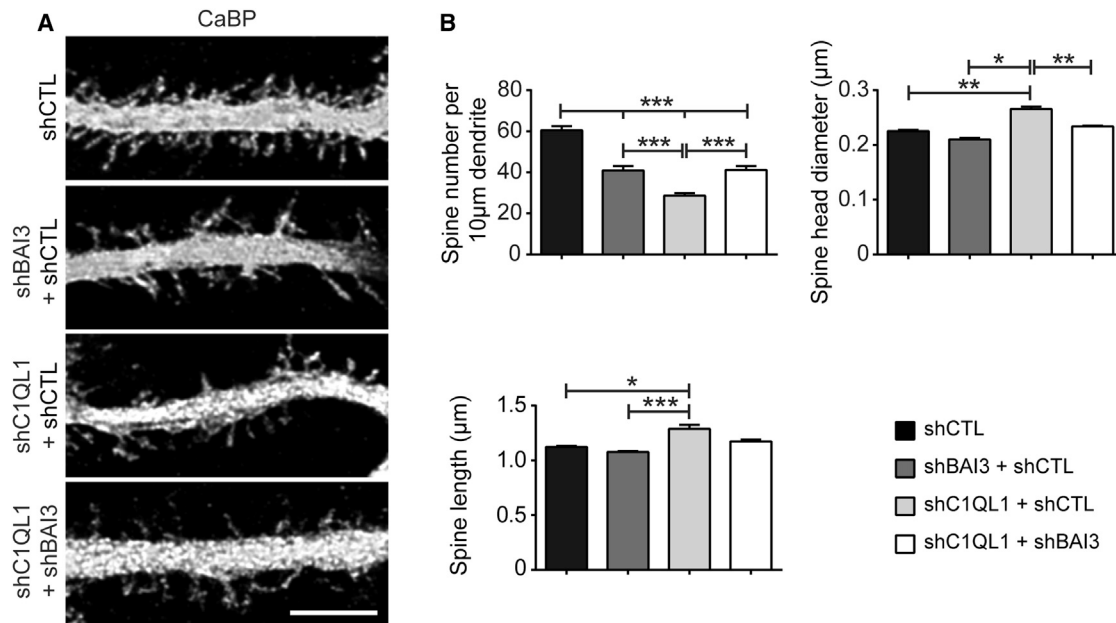 A
CaBP
shCTL
shBAI3
+ shCTL
shC1QL1
+ shCTL
shC1QL1
+ shBAI3
B
Spine number per
10µm dendrite
80
60
40
20
0
***
***
***
Spine head diameter (µm)
0.3
0.2
0.1
0
*
**
**
Spine length (µm)
1.5
1.0
0.5
0
*
***
shCTL
shBAI3 + shCTL
shC1QL1 + shCTL
shC1QL1 + shBAI3